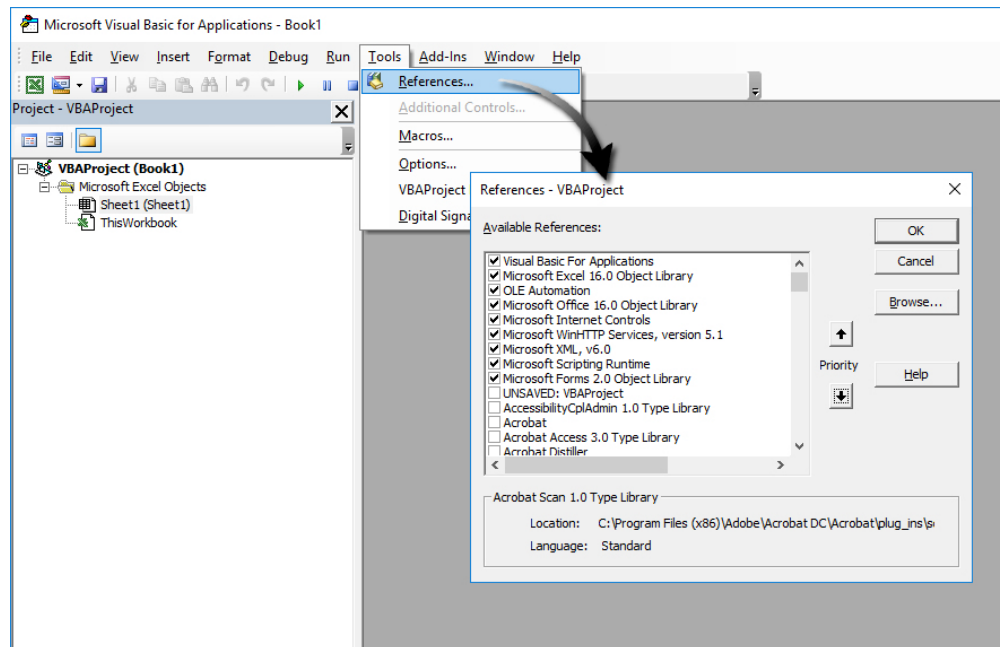 Microsoft Visual Basic for Applications - Book1
File Edit View Insert Format Debug Run Tools Add-Ins Window Help
Project - VBAProject
VBAProject (Book1)
Microsoft Excel Objects
Sheet1 (Sheet1)
ThisWorkbook
References...
Additional Controls...
Macros...
Options...
VBAProject
Digital
References - VBAProject
Available References:
Visual Basic For Applications
Microsoft Excel 16.0 Object Library
OLE Automation
Microsoft Office 16.0 Object Library
Microsoft Internet Controls
Microsoft WinHTTP Services, version 5.1
Microsoft XML, v6.0
Microsoft Scripting Runtime
Microsoft Forms 2.0 Object Library
UNSAVED: VBAProject
AccessibilityCplAdmin 1.0 Type Library
Acrobat
Acrobat Access 3.0 Type Library
Acrobat Distiller
OK
Cancel
Browse...
Priority
Help
Acrobat Scan 1.0 Type Library
Location: C:\Program Files (x86)\Adobe\Acrobat DC\Acrobat\plug_ins\
Language: Standard